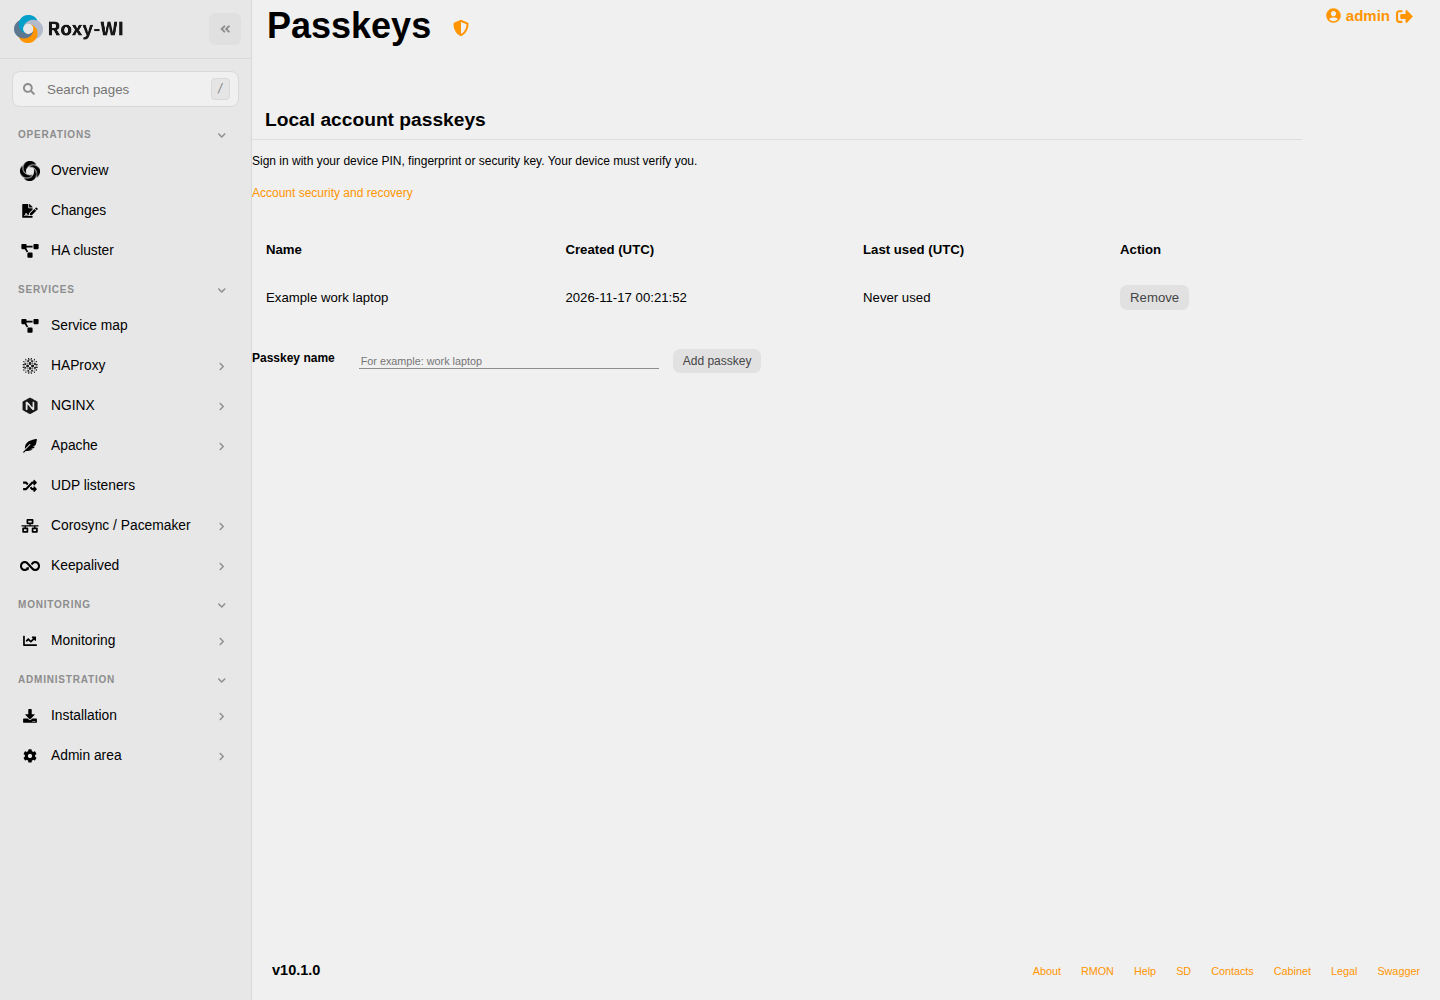 Roxy-WI
«
Search pages /
OPERATIONS
Overview
Changes
HA cluster
SERVICES
Service map
HAProxy
NGINX
Apache
UDP listeners
Corosync / Pacemaker
Keepalived
MONITORING
Monitoring
ADMINISTRATION
Installation
Admin area
Passkeys
admin
Local account passkeys
Sign in with your device PIN, fingerprint or security key. Your device must verify you.
Account security and recovery
Name Created (UTC) Last used (UTC) Action
Example work laptop 2026-11-17 00:21:52 Never used Remove
Passkey name For example: work laptop Add passkey
v10.1.0
About RMON Help SD Contacts Cabinet Legal Swagger